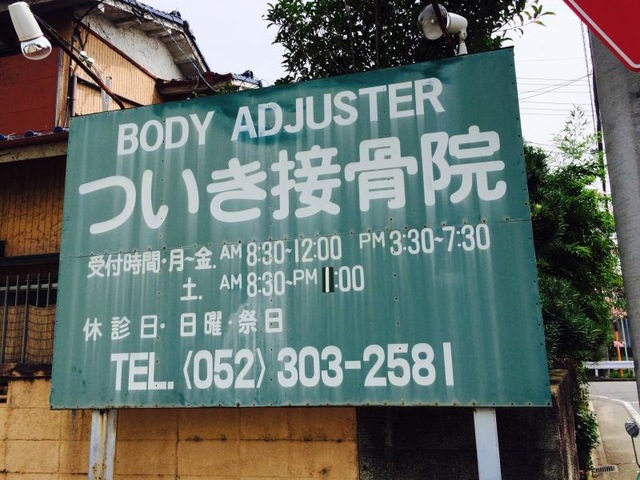 BODY ADJUSTER
ついき接骨院
受付時間・月〜金. AM 8:30~12:00 PM 3:30~7:30
土. AM 8:30~PM 1:00
休診日・日曜・祭日
TEL.〈052〉303-2581